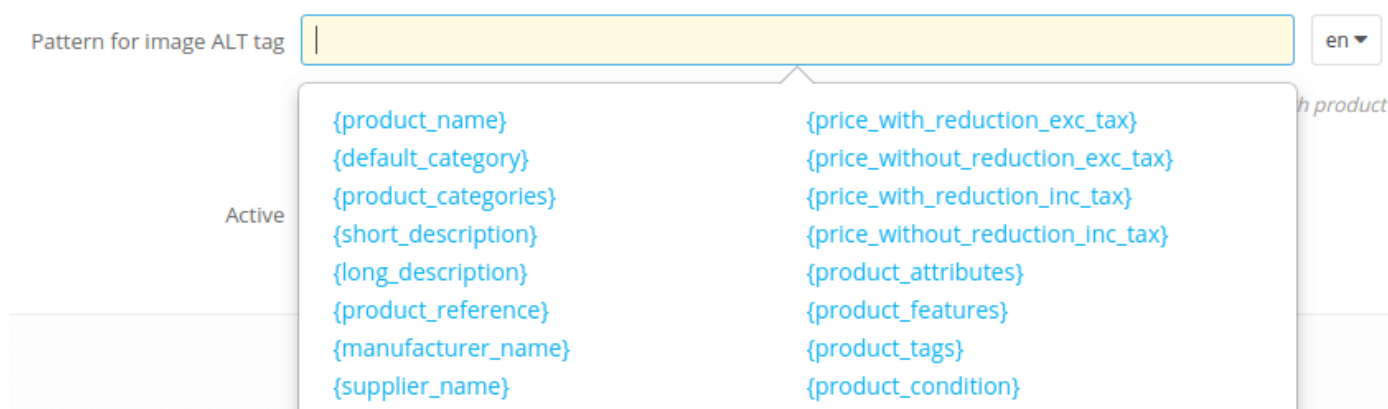 Pattern for image ALT tag
en
{product_name}
{default_category}
{product_categories}
{short_description}
{long_description}
{product_reference}
{manufacturer_name}
{supplier_name}
{price_with_reduction_exc_tax}
{price_without_reduction_exc_tax}
{price_with_reduction_inc_tax}
{price_without_reduction_inc_tax}
{product_attributes}
{product_features}
{product_tags}
{product_condition}
h product
Active